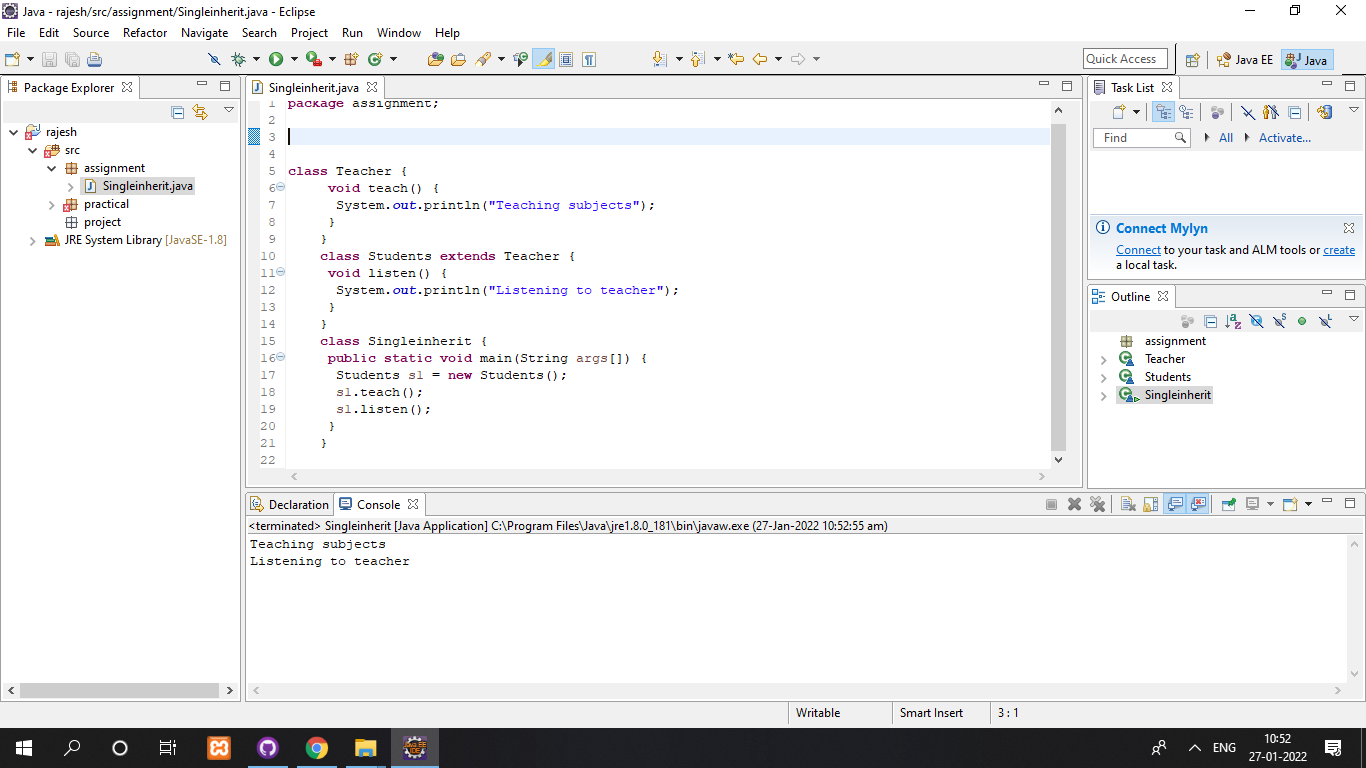 Java - rajesh/src/assignment/Singleinherit.java - Eclipse
File Edit Source Refactor Navigate Search Project Run Window Help
Quick Access
Java EE
Java
Package Explorer
rajesh
src
assignment
Singleinherit.java
practical
project
JRE System Library [JavaSE-1.8]
Singleinherit.java
1 package assignment;
2
3
4
5 class Teacher {
6 void teach() {
7 System.out.println("Teaching subjects");
8 }
9 }
10 class Students extends Teacher {
11 void listen() {
12 System.out.println("Listening to teacher");
13 }
14 }
15 class Singleinherit {
16 public static void main(String args[]) {
17 Students s1 = new Students();
18 s1.teach();
19 s1.listen();
20 }
21 }
22
Task List
Find
All
Activate...
Connect Mylyn
Connect to your task and ALM tools or create
a local task.
Outline
assignment
Teacher
Students
Singleinherit
Declaration Console
<terminated> Singleinherit [Java Application] C:\Program Files\Java\jre1.8.0_181\bin\javaw.exe (27-Jan-2022 10:52:55 am)
Teaching subjects
Listening to teacher
Writable
Smart Insert
3 : 1
ENG
10:52
27-01-2022